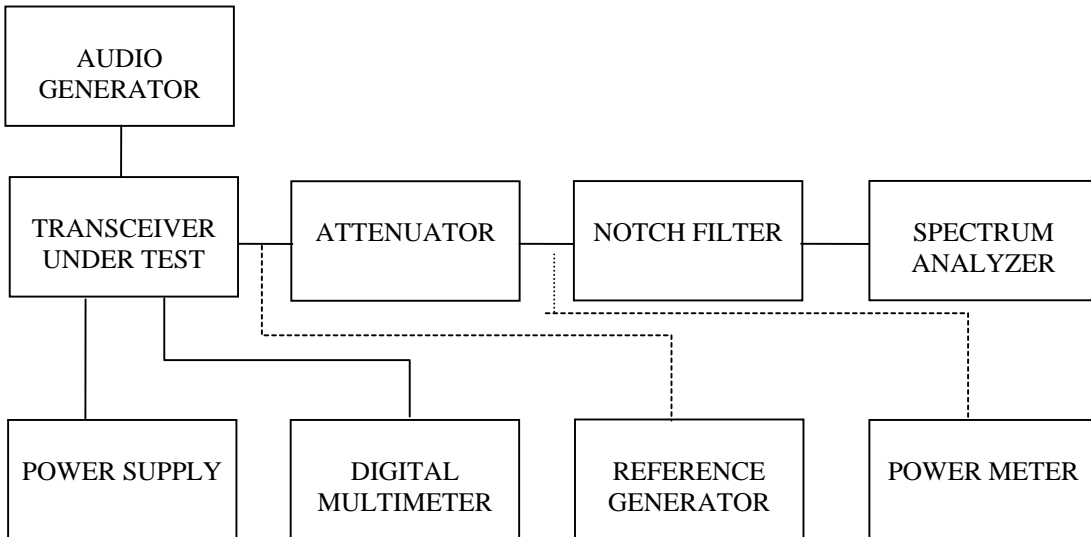 AUDIO
GENERATOR
TRANSCEIVER
UNDER TEST
ATTENUATOR
NOTCH FILTER
SPECTRUM
ANALYZER
POWER SUPPLY
DIGITAL
MULTIMETER
REFERENCE
GENERATOR
POWER METER